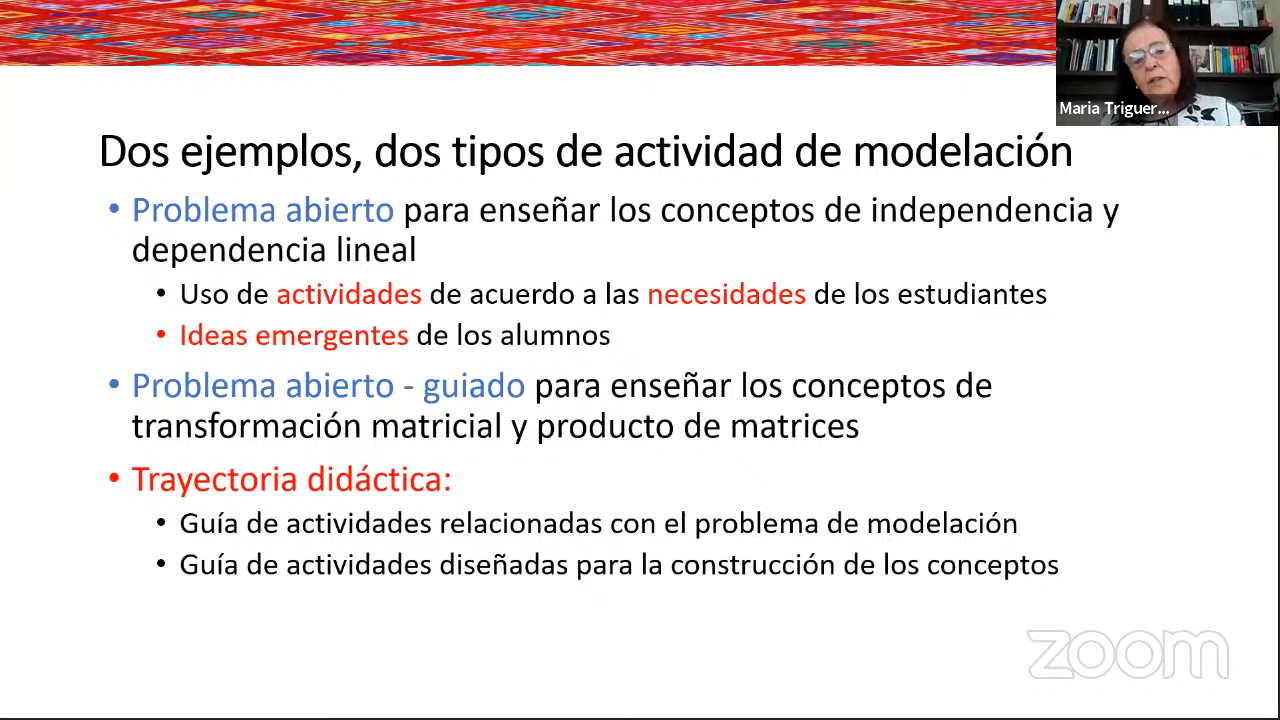 Maria Triguer...
Dos ejemplos, dos tipos de actividad de modelación
• Problema abierto para enseñar los conceptos de independencia y
dependencia lineal
• Uso de actividades de acuerdo a las necesidades de los estudiantes
• Ideas emergentes de los alumnos
• Problema abierto - guiado para enseñar los conceptos de
transformación matricial y producto de matrices
• Trayectoria didáctica:
• Guía de actividades relacionadas con el problema de modelación
• Guía de actividades diseñadas para la construcción de los conceptos
zoom